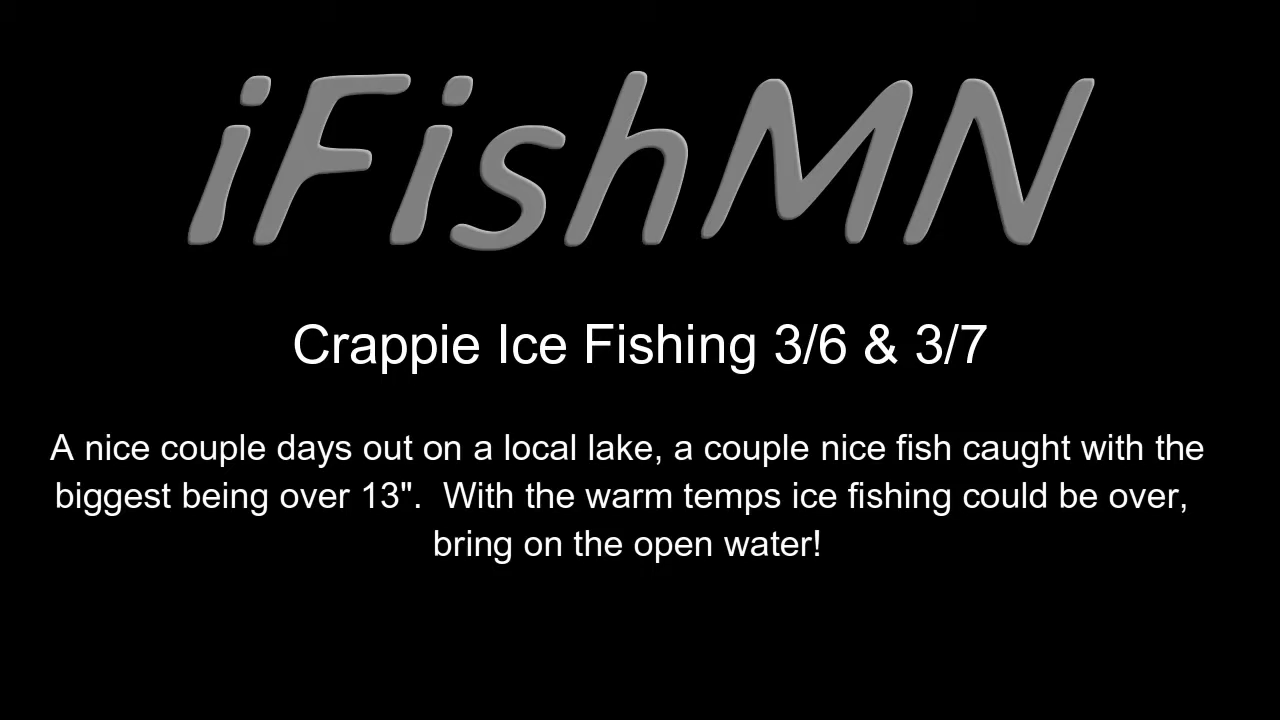 iFishMN
Crappie Ice Fishing 3/6 & 3/7
A nice couple days out on a local lake, a couple nice fish caught with the
biggest being over 13".  With the warm temps ice fishing could be over,
bring on the open water!